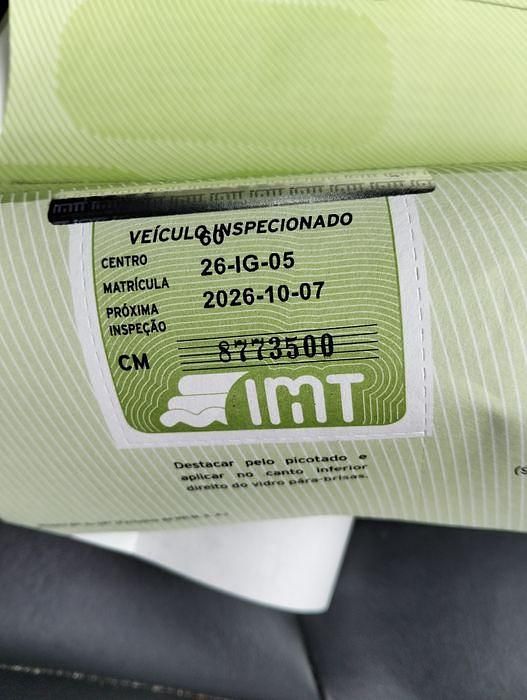 VEÍCULO INSPECIONADO
CENTRO 60
MATRÍCULA 26-IG-05
PRÓXIMA INSPEÇÃO 2026-10-07
CM 8773500
IMT
Destacar pelo picotado e
aplicar no canto inferior
direito do vidro pára-brisas.
(S